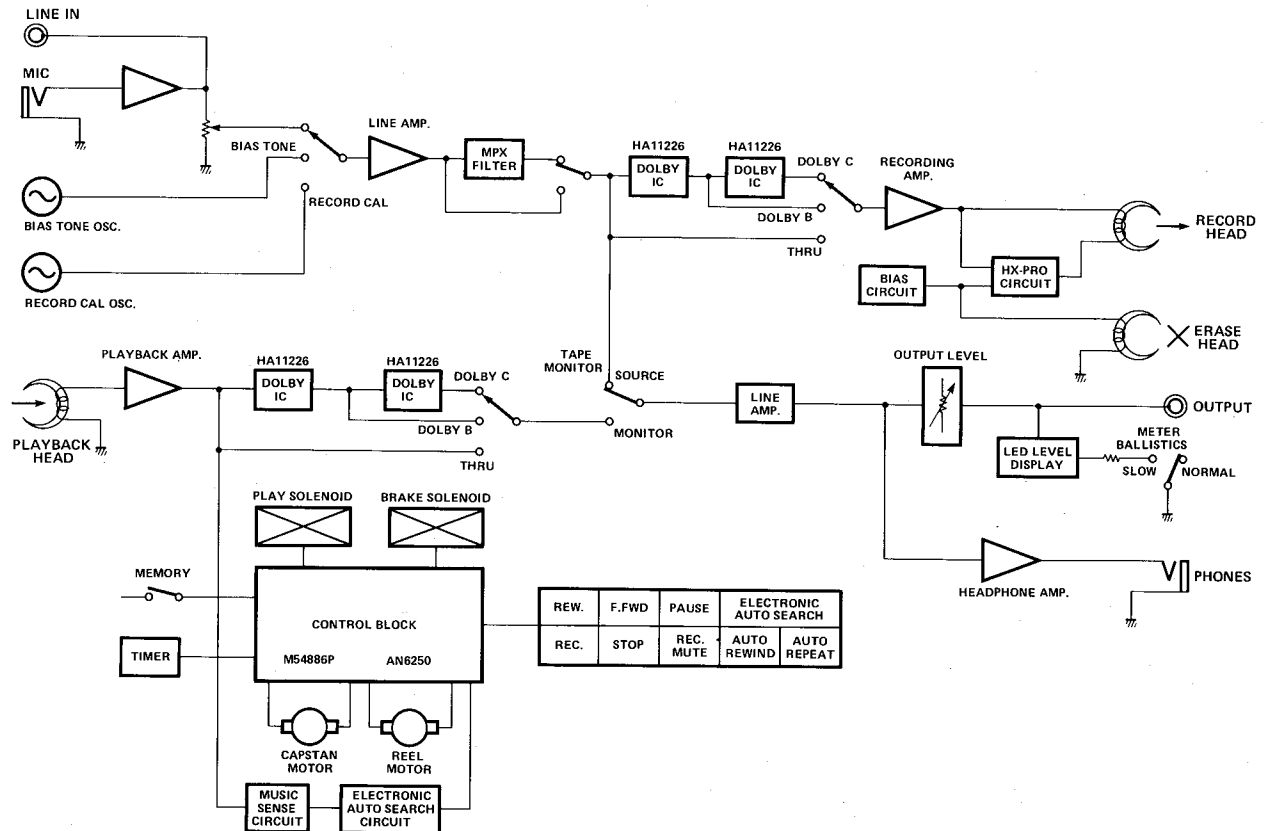 LINE IN
MIC
BIAS TONE
LINE AMP.
MPX
FILTER
HA11226
DOLBY
IC
HA11226
DOLBY
IC
DOLBY C
DOLBY B
THRU
RECORDING
AMP.
RECORD
HEAD
RECORD CAL
BIAS TONE OSC.
RECORD CAL OSC.
BIAS
CIRCUIT
HX-PRO
CIRCUIT
ERASE
HEAD
PLAYBACK AMP.
PLAYBACK
HEAD
HA11226
DOLBY
IC
HA11226
DOLBY
IC
DOLBY C
DOLBY B
THRU
TAPE
MONITOR
SOURCE
MONITOR
LINE
AMP.
OUTPUT LEVEL
OUTPUT
LED LEVEL
DISPLAY
METER
BALLISTICS
SLOW
NORMAL
HEADPHONE AMP.
PHONES
PLAY SOLENOID
BRAKE SOLENOID
MEMORY
TIMER
CONTROL BLOCK
M54886P
AN6250
REW.
F.FWD
PAUSE
ELECTRONIC
AUTO SEARCH
REC.
STOP
REC.
MUTE
AUTO
REWIND
AUTO
REPEAT
CAPSTAN
MOTOR
REEL
MOTOR
MUSIC
SENSE
CIRCUIT
ELECTRONIC
AUTO SEARCH
CIRCUIT